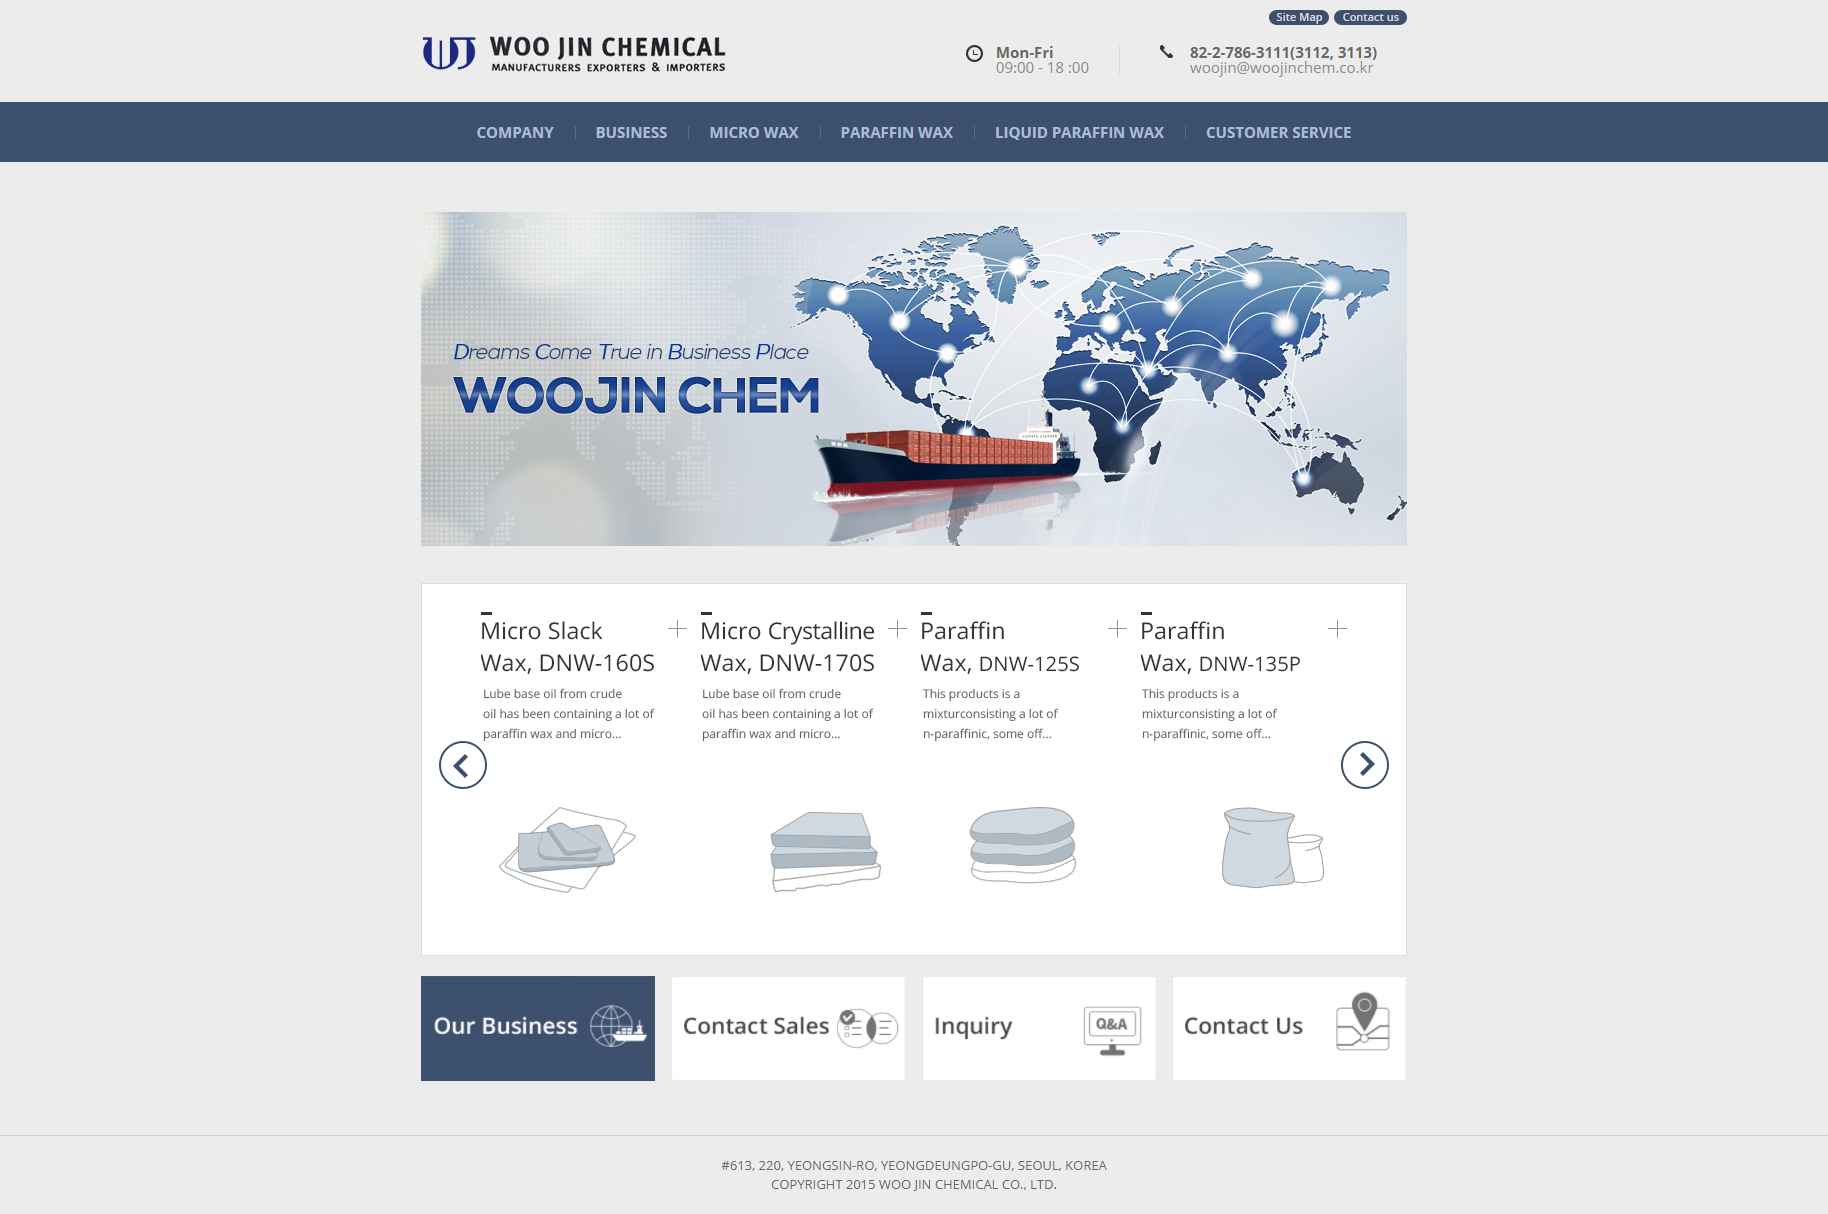 Site Map
Contact us
WOO JIN CHEMICAL
MANUFACTURERS EXPORTERS & IMPORTERS
Mon-Fri
09:00 - 18 :00
82-2-786-3111(3112, 3113)
woojin@woojinchem.co.kr
COMPANY
BUSINESS
MICRO WAX
PARAFFIN WAX
LIQUID PARAFFIN WAX
CUSTOMER SERVICE
Dreams Come True in Business Place
WOOJIN CHEM
Micro Slack
Wax, DNW-160S
Lube base oil from crude
oil has been containing a lot of
paraffin wax and micro...
Micro Crystalline
Wax, DNW-170S
Lube base oil from crude
oil has been containing a lot of
paraffin wax and micro...
Paraffin
Wax, DNW-125S
This products is a
mixturconsisting a lot of
n-paraffinic, some off...
Paraffin
Wax, DNW-135P
This products is a
mixturconsisting a lot of
n-paraffinic, some off...
Our Business
Contact Sales
Inquiry
Q&A
Contact Us
#613, 220, YEONGSIN-RO, YEONGDEUNGPO-GU, SEOUL, KOREA
COPYRIGHT 2015 WOO JIN CHEMICAL CO., LTD.